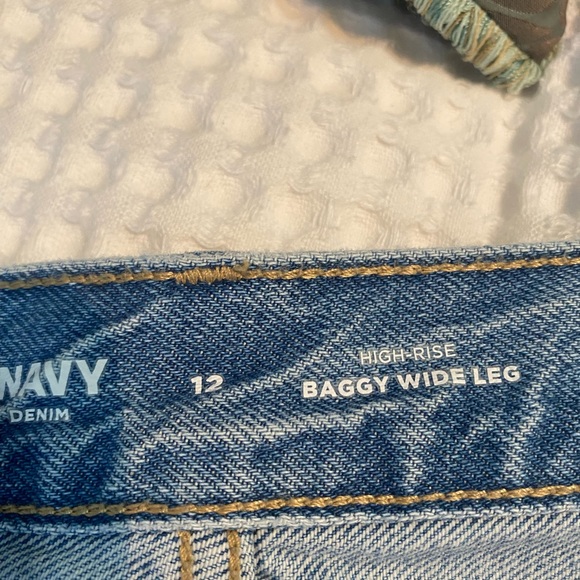 NAVY
DENIM
12
HIGH-RISE
BAGGY WIDE LEG